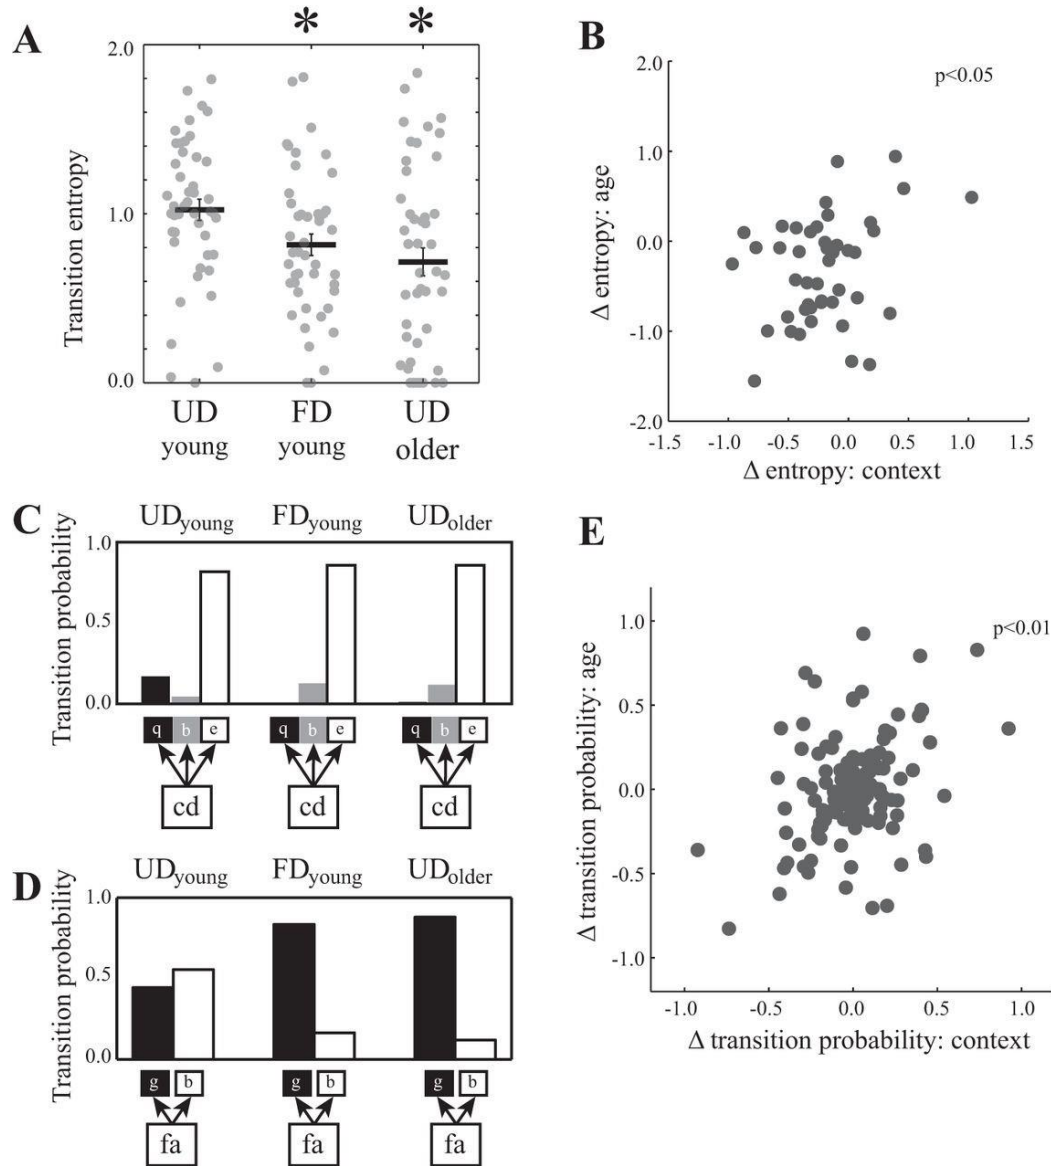 A
* *
2.0
1.0
0.0
Transition entropy
UD FD UD
young young older
B
p<0.05
2.0
1.0
0.0
-1.0
-2.0
Δ entropy: age
-1.5 -1.0 -0.5 0.0 0.5 1.0 1.5
Δ entropy: context
C
UDyoung FDyoung UDolder
1.0
0.5
0.0
Transition probability
q b e q b e q b e
cd cd cd
D
UDyoung FDyoung UDolder
1.0
0.5
0.0
Transition probability
g b g b g b
fa fa fa
E
p<0.01
1.0
0.5
0.0
-0.5
-1.0
Δ transition probability: age
-1.0 -0.5 0.0 0.5 1.0
Δ transition probability: context